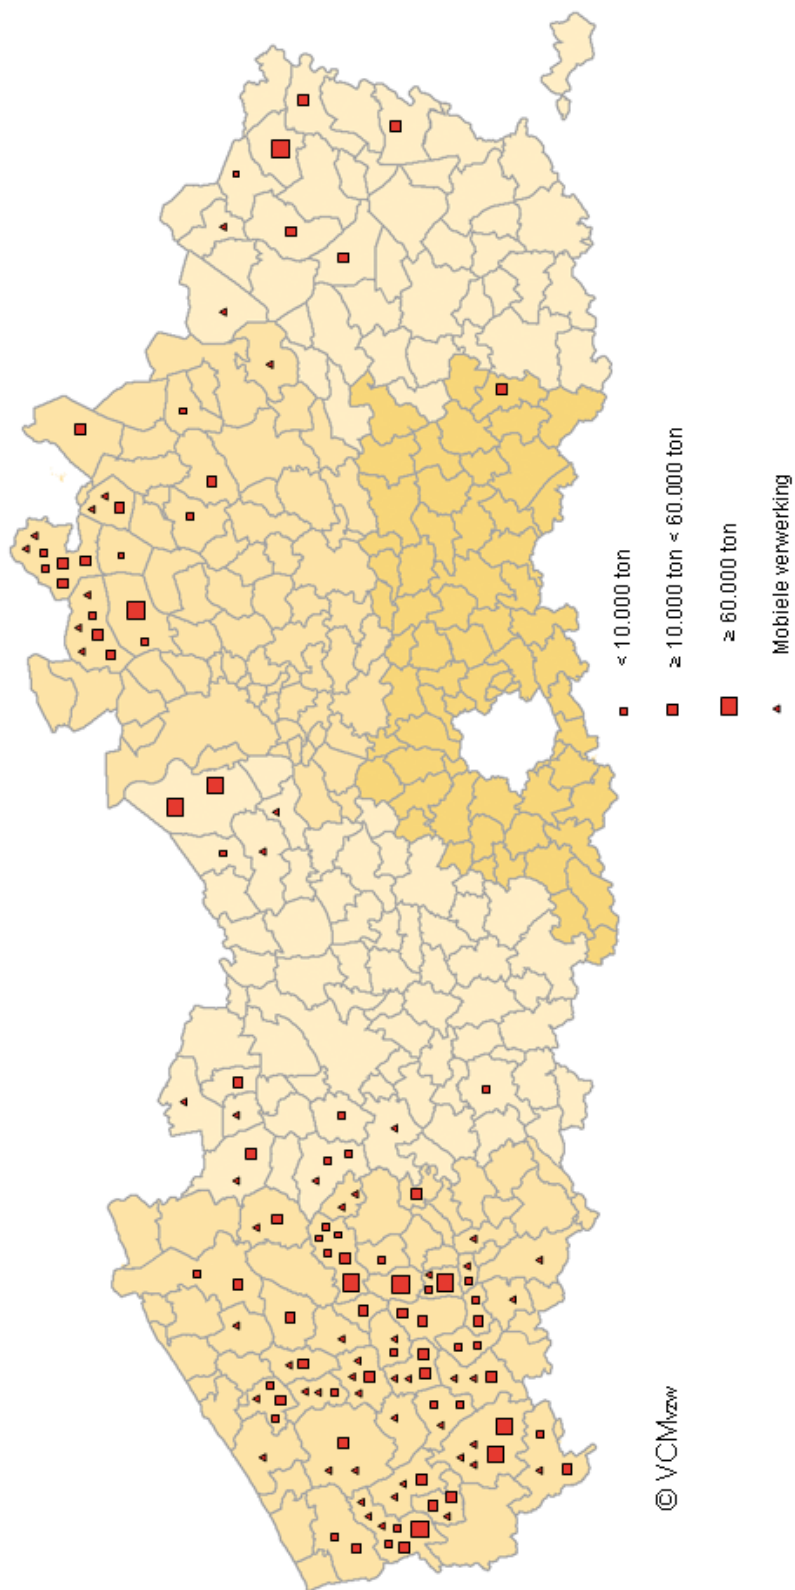 < 10.000 ton
≥ 10.000 ton < 60.000 ton
≥ 60.000 ton
Mobiele verwerking
© VCMvzw